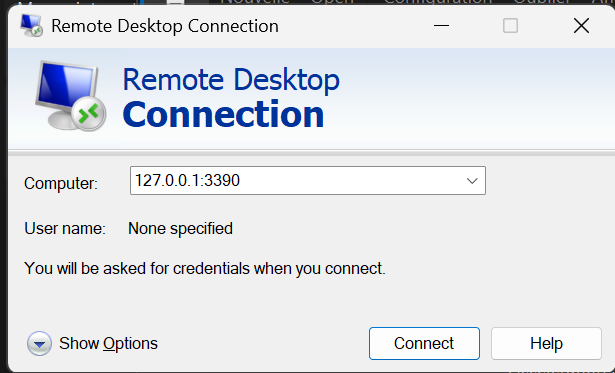 Remote Desktop Connection
Remote Desktop
Connection
Computer: 127.0.0.1:3390
User name: None specified
You will be asked for credentials when you connect.
Show Options
Connect
Help